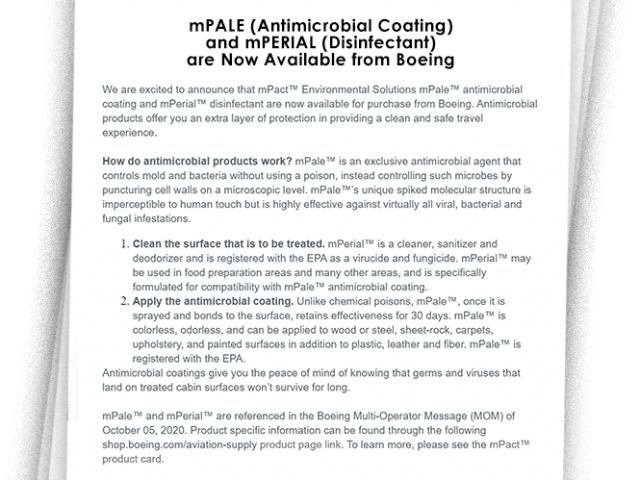 mPALE (Antimicrobial Coating)
and mPERIAL (Disinfectant)
are Now Available from Boeing
We are excited to announce that mPact™ Environmental Solutions mPale™ antimicrobial
coating and mPerial™ disinfectant are now available for purchase from Boeing. Antimicrobial
products offer you an extra layer of protection in providing a clean and safe travel
experience.
How do antimicrobial products work? mPale™ is an exclusive antimicrobial agent that
controls mold and bacteria without using a poison, instead controlling such microbes by
puncturing cell walls on a microscopic level. mPale™'s unique spiked molecular structure is
imperceptible to human touch but is highly effective against virtually all viral, bacterial and
fungal infestations.
1. Clean the surface that is to be treated. mPerial™ is a cleaner, sanitizer and
deodorizer and is registered with the EPA as a virucide and fungicide. mPerial™ may
be used in food preparation areas and many other areas, and is specifically
formulated for compatibility with mPale™ antimicrobial coating.
2. Apply the antimicrobial coating. Unlike chemical poisons, mPale™, once it is
sprayed and bonds to the surface, retains effectiveness for 30 days. mPale™ is
colorless, odorless, and can be applied to wood or steel, sheet-rock, carpets,
upholstery, and painted surfaces in addition to plastic, leather and fiber. mPale™ is
registered with the EPA.
Antimicrobial coatings give you the peace of mind of knowing that germs and viruses that
land on treated cabin surfaces won't survive for long.
mPale™ and mPerial™ are referenced in the Boeing Multi-Operator Message (MOM) of
October 05, 2020. Product specific information can be found through the following
shop.boeing.com/aviation-supply product page link. To learn more, please see the mPact™
product card.